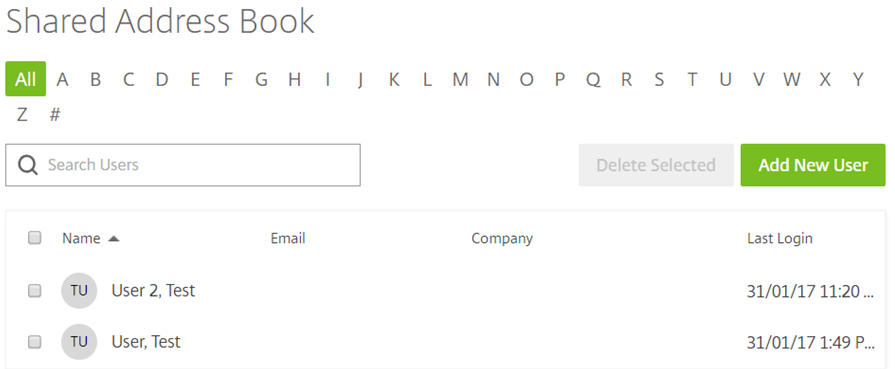 Shared Address Book
All A B C D E F G H I J K L M N O P Q R S T U V W X Y
Z #
Search Users Delete Selected Add New User
Name Email Company Last Login
TU User 2, Test 31/01/17 11:20 ...
TU User, Test 31/01/17 1:49 P...